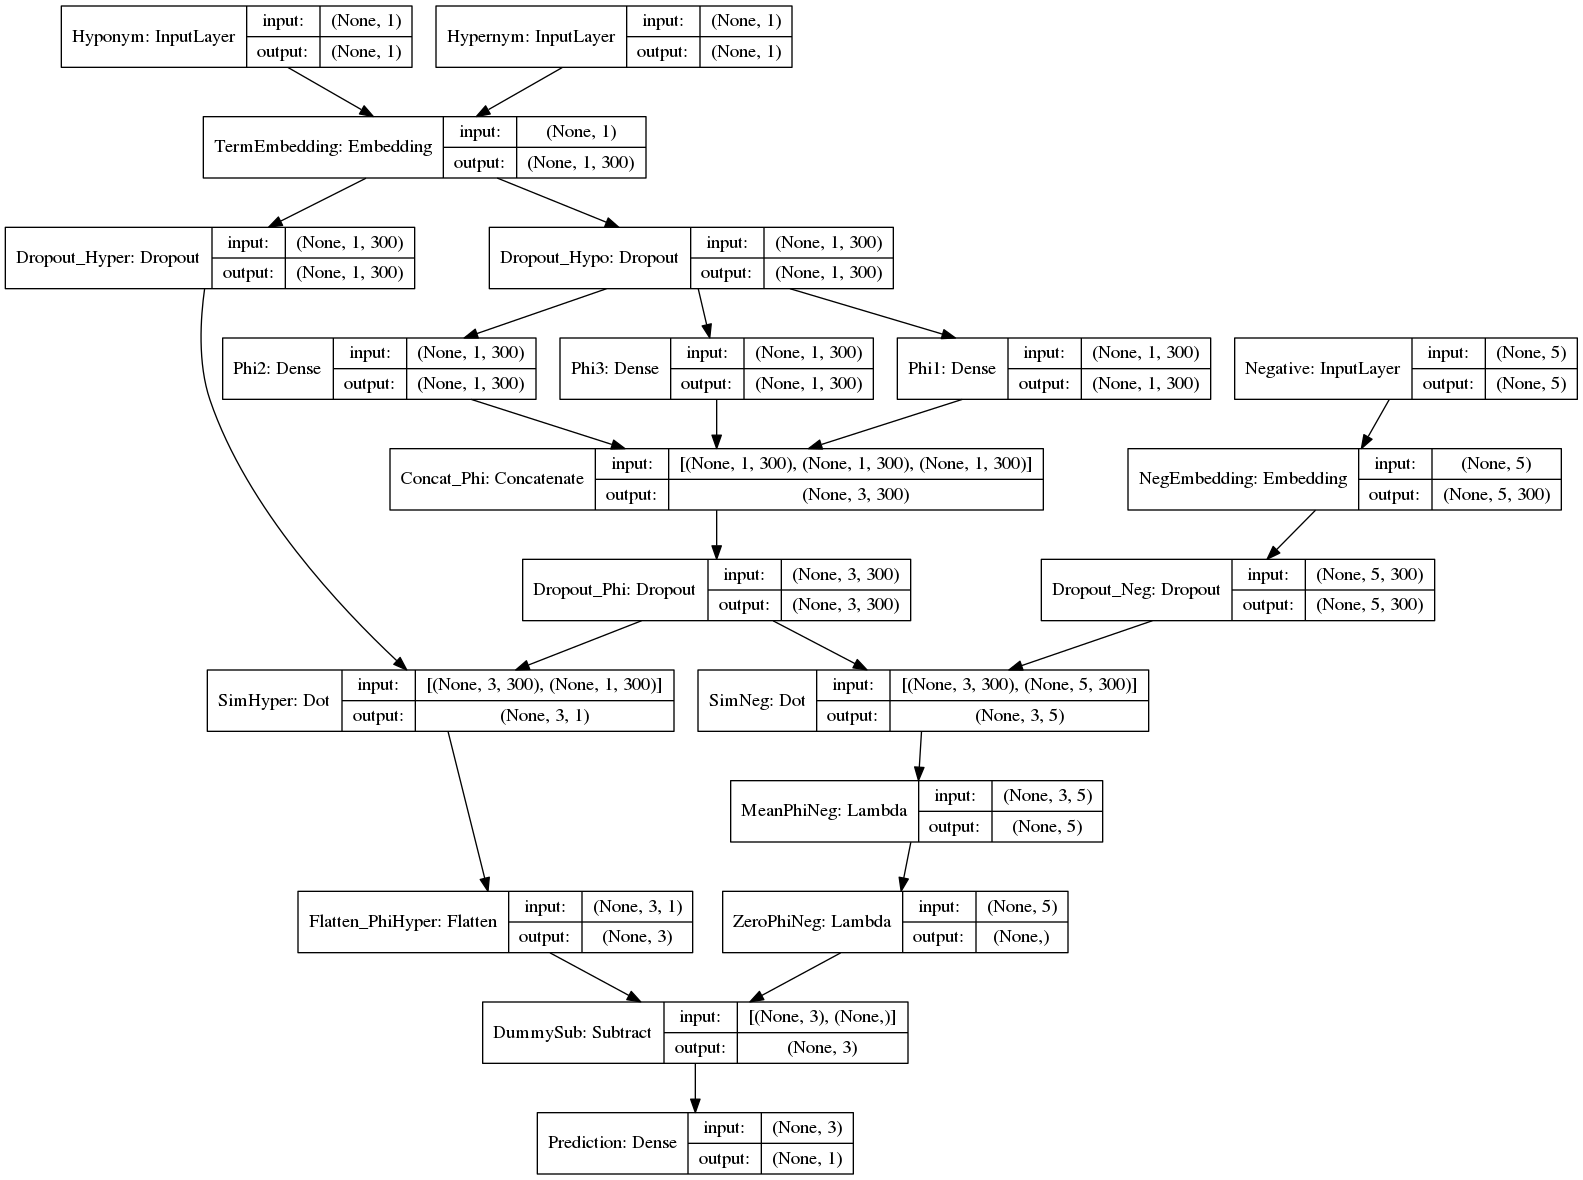 Hyponym: InputLayer
input: (None, 1)
output: (None, 1)
Hypernym: InputLayer
input: (None, 1)
output: (None, 1)
TermEmbedding: Embedding
input: (None, 1)
output: (None, 1, 300)
Dropout_Hyper: Dropout
input: (None, 1, 300)
output: (None, 1, 300)
Dropout_Hypo: Dropout
input: (None, 1, 300)
output: (None, 1, 300)
Phi2: Dense
input: (None, 1, 300)
output: (None, 1, 300)
Phi3: Dense
input: (None, 1, 300)
output: (None, 1, 300)
Phi1: Dense
input: (None, 1, 300)
output: (None, 1, 300)
Negative: InputLayer
input: (None, 5)
output: (None, 5)
Concat_Phi: Concatenate
input: [(None, 1, 300), (None, 1, 300), (None, 1, 300)]
output: (None, 3, 300)
NegEmbedding: Embedding
input: (None, 5)
output: (None, 5, 300)
Dropout_Phi: Dropout
input: (None, 3, 300)
output: (None, 3, 300)
Dropout_Neg: Dropout
input: (None, 5, 300)
output: (None, 5, 300)
SimHyper: Dot
input: [(None, 3, 300), (None, 1, 300)]
output: (None, 3, 1)
SimNeg: Dot
input: [(None, 3, 300), (None, 5, 300)]
output: (None, 3, 5)
MeanPhiNeg: Lambda
input: (None, 3, 5)
output: (None, 5)
Flatten_PhiHyper: Flatten
input: (None, 3, 1)
output: (None, 3)
ZeroPhiNeg: Lambda
input: (None, 5)
output: (None,)
DummySub: Subtract
input: [(None, 3), (None,)]
output: (None, 3)
Prediction: Dense
input: (None, 3)
output: (None, 1)